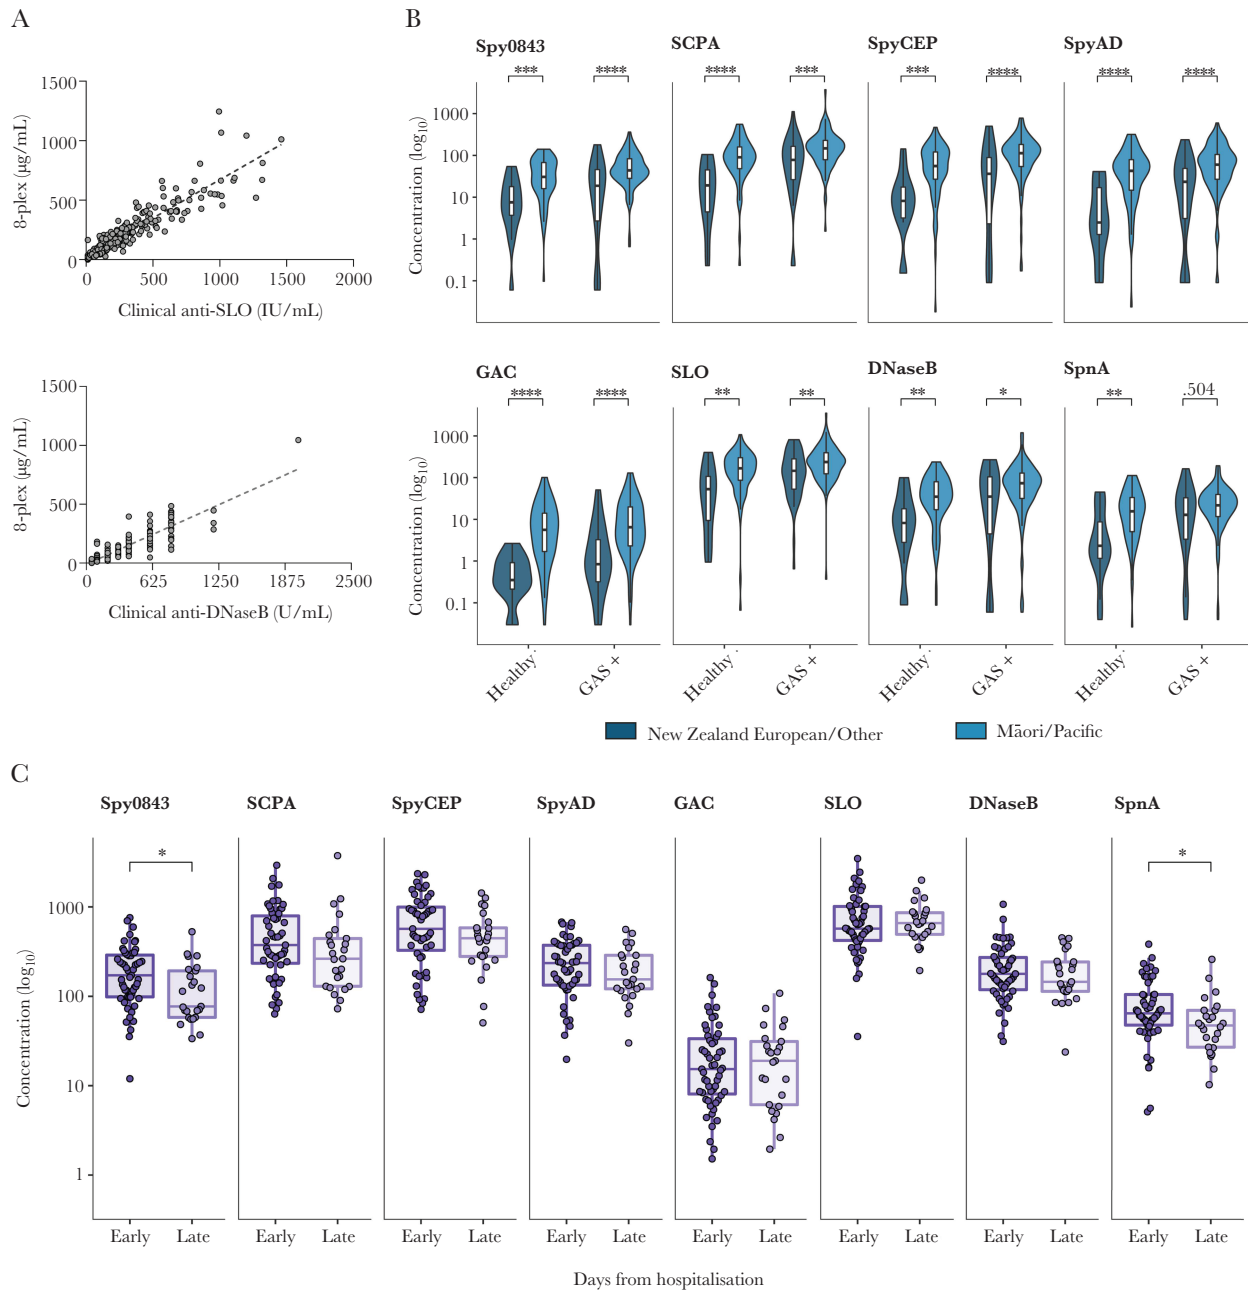 A
1500
1000
500
0
8-plex (µg/mL)
0 500 1000 1500 2000
Clinical anti-SLO (IU/mL)
1500
1000
500
0
8-plex (µg/mL)
0 625 1250 1875 2500
Clinical anti-DNaseB (U/mL)
B
Spy0843 SCPA SpyCEP SpyAD
*** **** **** *** *** **** **** ****
Concentration (log10)
1000
100
10
1
0.1
GAC SLO DNaseB SpnA
**** **** ** ** ** * ** .504
Concentration (log10)
1000
100
10
1
0.1
Healthy GAS + Healthy GAS + Healthy GAS + Healthy GAS +
New Zealand European/Other Māori/Pacific
C
Spy0843 SCPA SpyCEP SpyAD GAC SLO DNaseB SpnA
* *
Concentration (log10)
1000
100
10
1
Early Late Early Late Early Late Early Late Early Late Early Late Early Late Early Late
Days from hospitalisation